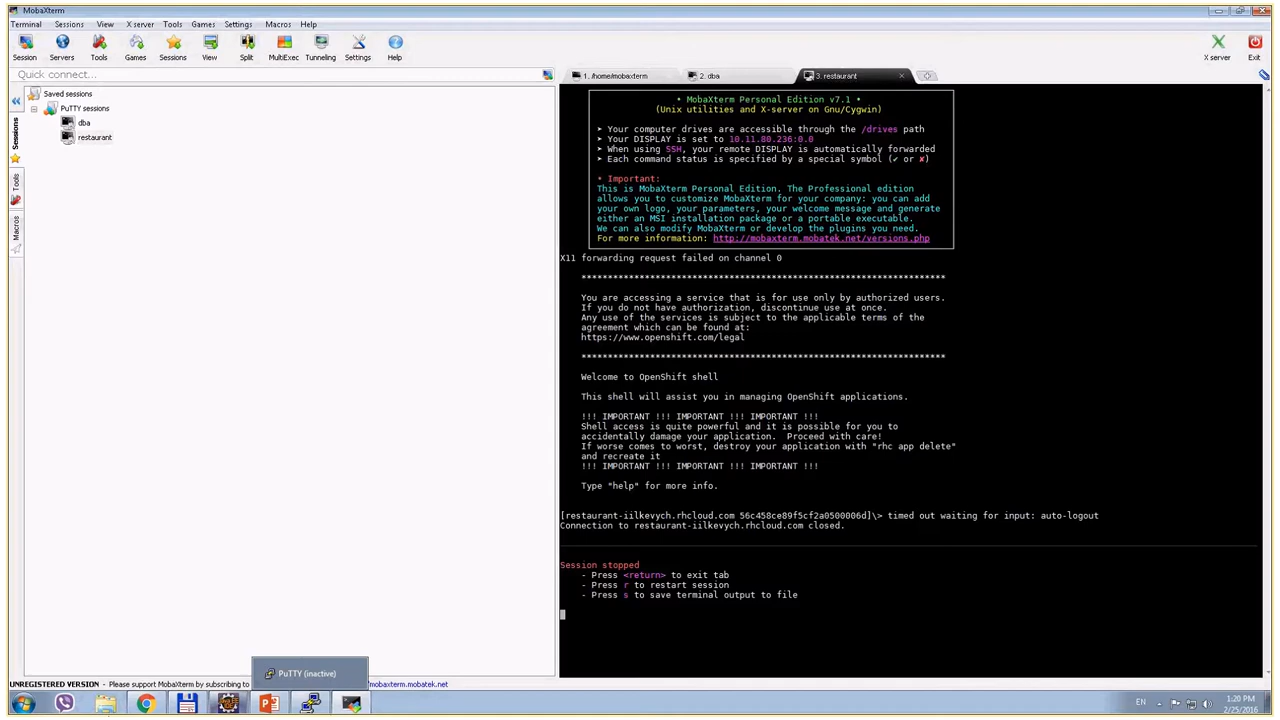 MobaXterm
Terminal Sessions View X server Tools Games Settings Macros Help
Session Servers Tools Games Sessions View Split MultiExec Tunneling Settings Help X server Exit
Quick connect...
1. /home/mobaxterm 2. dba 3. restaurant
Saved sessions
PuTTY sessions
dba
restaurant
Sessions
Tools
Macros
• MobaXterm Personal Edition v7.1 •
(Unix utilities and X-server on Gnu/Cygwin)
➤ Your computer drives are accessible through the /drives path
➤ Your DISPLAY is set to 10.11.80.236:0.0
➤ When using SSH, your remote DISPLAY is automatically forwarded
➤ Each command status is specified by a special symbol (✔ or ✘)
• Important:
This is MobaXterm Personal Edition. The Professional edition
allows you to customize MobaXterm for your company: you can add
your own logo, your parameters, your welcome message and generate
either an MSI installation package or a portable executable.
We can also modify MobaXterm or develop the plugins you need.
For more information: http://mobaxterm.mobatek.net/versions.php
X11 forwarding request failed on channel 0
*********************************************************************
You are accessing a service that is for use only by authorized users.
If you do not have authorization, discontinue use at once.
Any use of the services is subject to the applicable terms of the
agreement which can be found at:
https://www.openshift.com/legal
*********************************************************************
Welcome to OpenShift shell
This shell will assist you in managing OpenShift applications.
!!! IMPORTANT !!! IMPORTANT !!! IMPORTANT !!!
Shell access is quite powerful and it is possible for you to
accidentally damage your application.  Proceed with care!
If worse comes to worst, destroy your application with "rhc app delete"
and recreate it
!!! IMPORTANT !!! IMPORTANT !!! IMPORTANT !!!
Type "help" for more info.
[restaurant-iilkevych.rhcloud.com 56c458ce89f5cf2a0500006d]\> timed out waiting for input: auto-logout
Connection to restaurant-iilkevych.rhcloud.com closed.
Session stopped
- Press <return> to exit tab
- Press r to restart session
- Press s to save terminal output to file
PuTTY (inactive)
UNREGISTERED VERSION - Please support MobaXterm by subscribing to mobaxterm.mobatek.net
EN 1:20 PM
2/25/2016